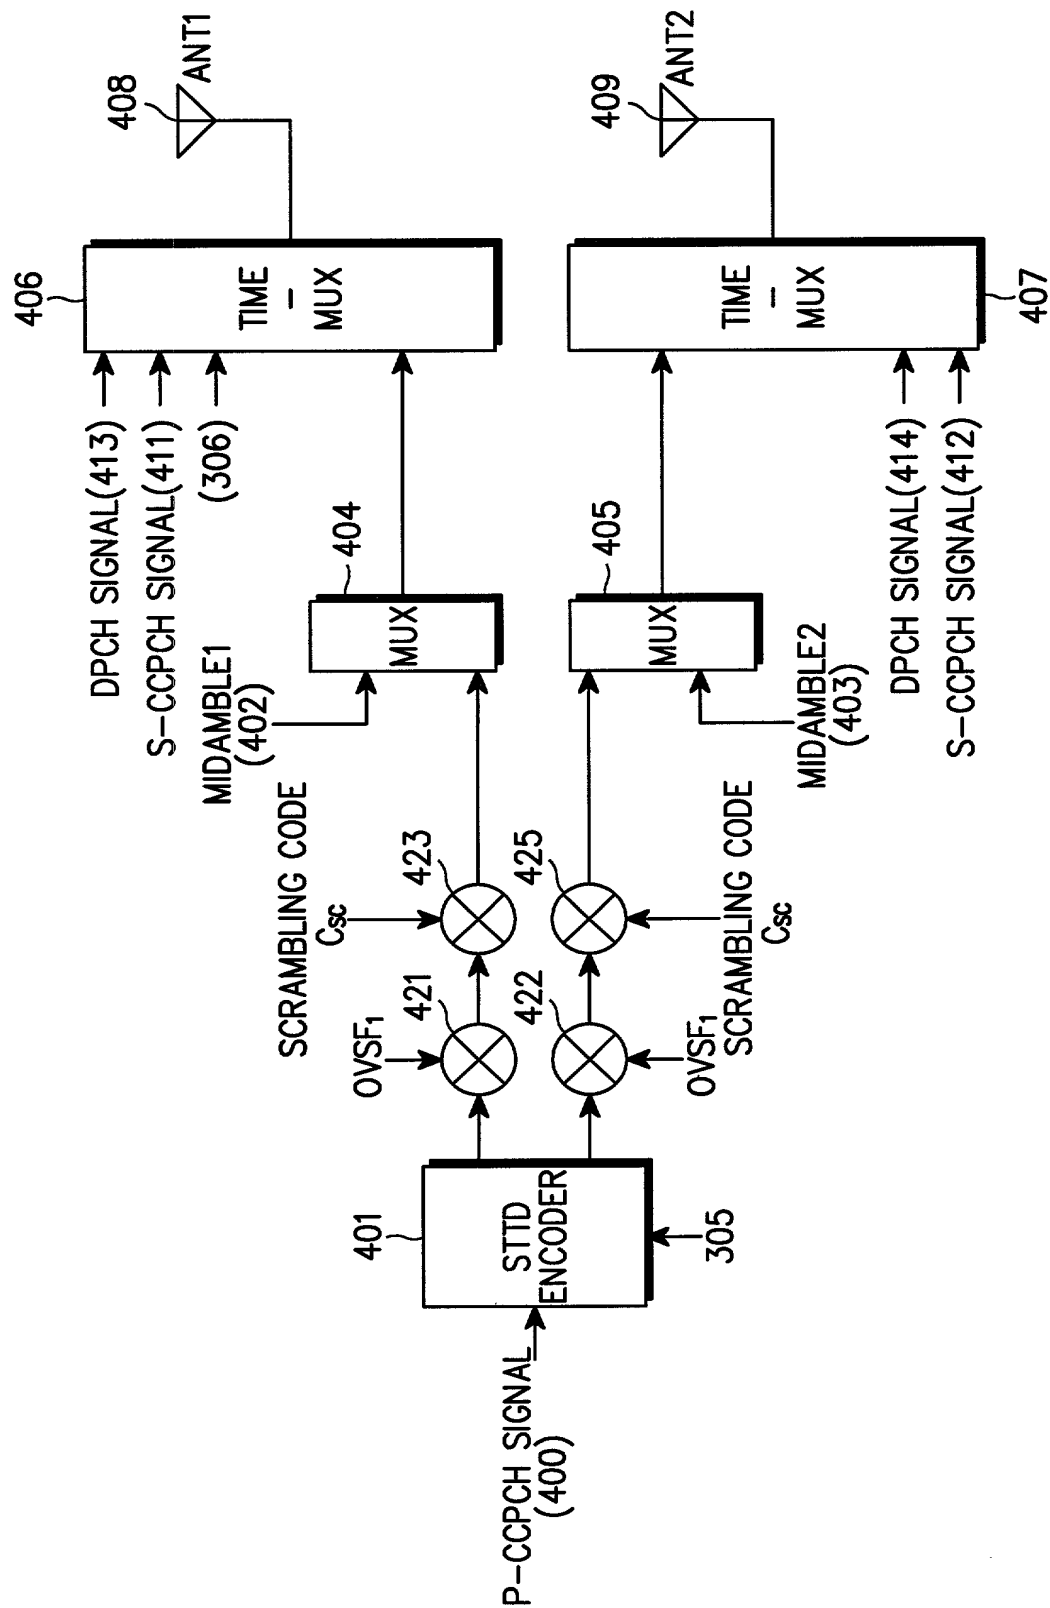 P-CCPCH SIGNAL
(400)
401
STTD
ENCODER
305
OVSF1
421
SCRAMBLING CODE
Csc
423
OVSF1
422
SCRAMBLING CODE
Csc
425
MIDAMBLE1
(402)
MUX
404
MIDAMBLE2
(403)
MUX
405
DPCH SIGNAL(413)
S-CCPCH SIGNAL(411)
(306)
406
TIME
-
MUX
408
ANT1
DPCH SIGNAL(414)
S-CCPCH SIGNAL(412)
407
TIME
-
MUX
409
ANT2